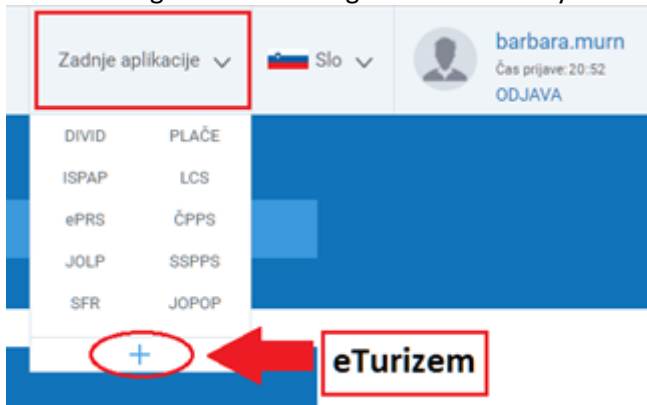 Zadnje aplikacije Slo barbara.murn
Čas prijave: 20:52
ODJAVA
DIVID PLAČE
ISPAP LCS
ePRS ČPPS
JOLP SSPPS
SFR JOPOP
+
eTurizem